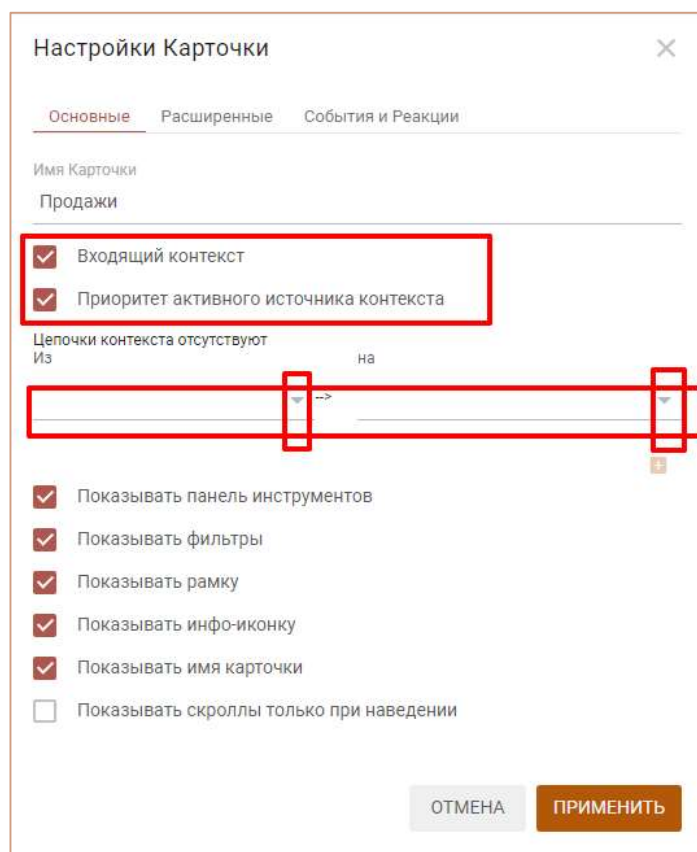 Настройки Карточки
Основные Расширенные События и Реакции
Имя Карточки
Продажи
Входящий контекст
Приоритет активного источника контекста
Цепочки контекста отсутствуют
Из на
-->
Показывать панель инструментов
Показывать фильтры
Показывать рамку
Показывать инфо-иконку
Показывать имя карточки
Показывать скроллы только при наведении
ОТМЕНА ПРИМЕНИТЬ